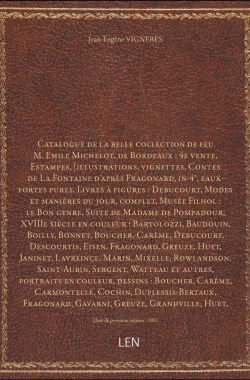 Jean-Eugène VIGNERES
Catalogue de la belle collection de feu
M. Emile Michelot, de Bordeaux : 4e vente,
Estampes, [illustrations, vignettes, Contes
de La Fontaine d'après Fragonard, in-4°, eaux-
fortes pures, Livres à figures : Debucourt, Modes
et manières du jour, complet, Musée Filhol :
le Bon genre, Suite de Madame de Pompadour,
XVIIIe siècle en couleur : Bartolozzi, Baudouin,
Boilly, Bonnet, Boucher, Carême, Debucourt,
Descourtis, Eisen, Fragonard, Greuze, Huet,
Janinet, Lavreince, Marin, Mixelle, Rowlandson,
Saint-Aubin, Sergent, Watteau et autres,
portraits en couleur, dessins : Boucher, Carême,
Carmontelle, Cochin, Duplessis-Bertaux,
Fragonard, Gavarni, Greuze, Grandville, Huet,
LEN